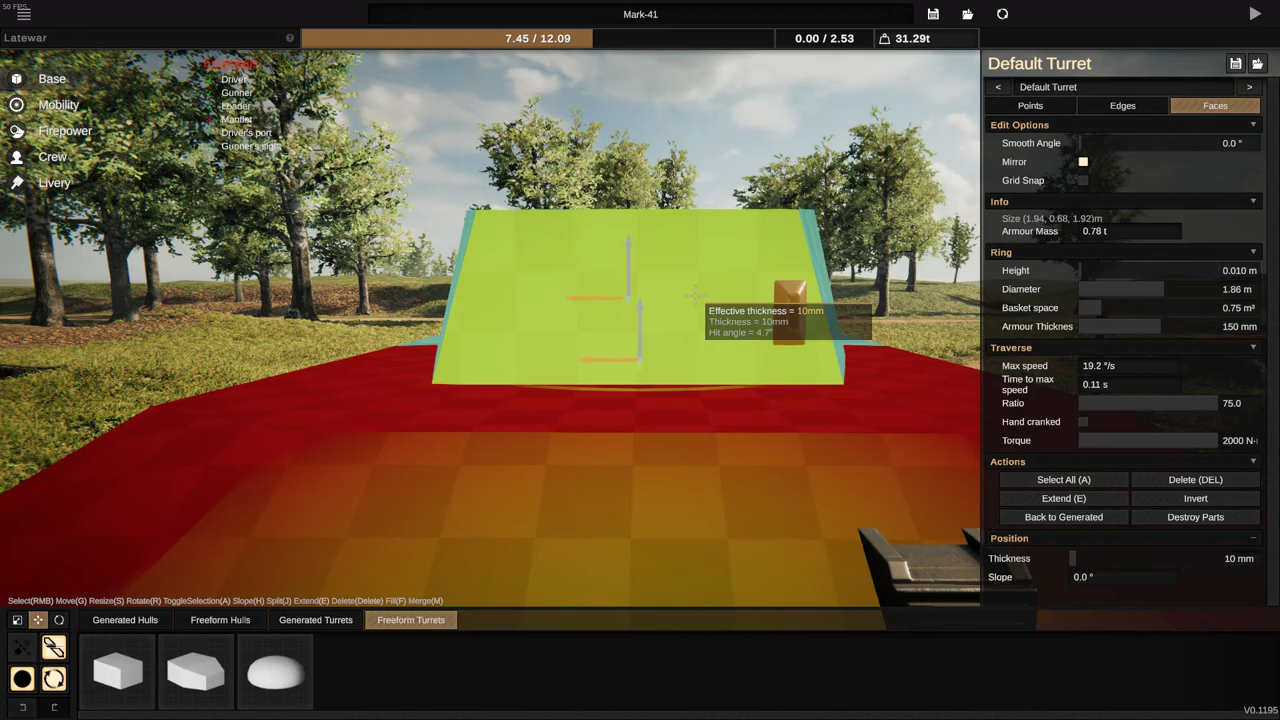 50 FPS
Mark-41
Latewar
7.45 / 12.09
0.00 / 2.53
31.29t
Base
Mobility
Firepower
Crew
Livery
Driver
Gunner
Loader
Mantlet
Driver's port
Gunner's sight
Effective thickness = 10mm
Thickness = 10mm
Hit angle = 4.7°
Default Turret
< Default Turret >
Points Edges Faces
Edit Options
Smooth Angle 0.0 °
Mirror
Grid Snap
Info
Size (1.94, 0.68, 1.92)m
Armour Mass 0.78 t
Ring
Height 0.010 m
Diameter 1.86 m
Basket space 0.75 m³
Armour Thicknes 150 mm
Traverse
Max speed 19.2 °/s
Time to max speed 0.11 s
Ratio 75.0
Hand cranked
Torque 2000 N·
Actions
Select All (A) Delete (DEL)
Extend (E) Invert
Back to Generated Destroy Parts
Position
Thickness 10 mm
Slope 0.0 °
Select(RMB) Move(G) Resize(S) Rotate(R) ToggleSelection(A) Slope(H) Split(J) Extend(E) Delete(Delete) Fill(F) Merge(M)
Generated Hulls Freeform Hulls Generated Turrets Freeform Turrets
V0.1195